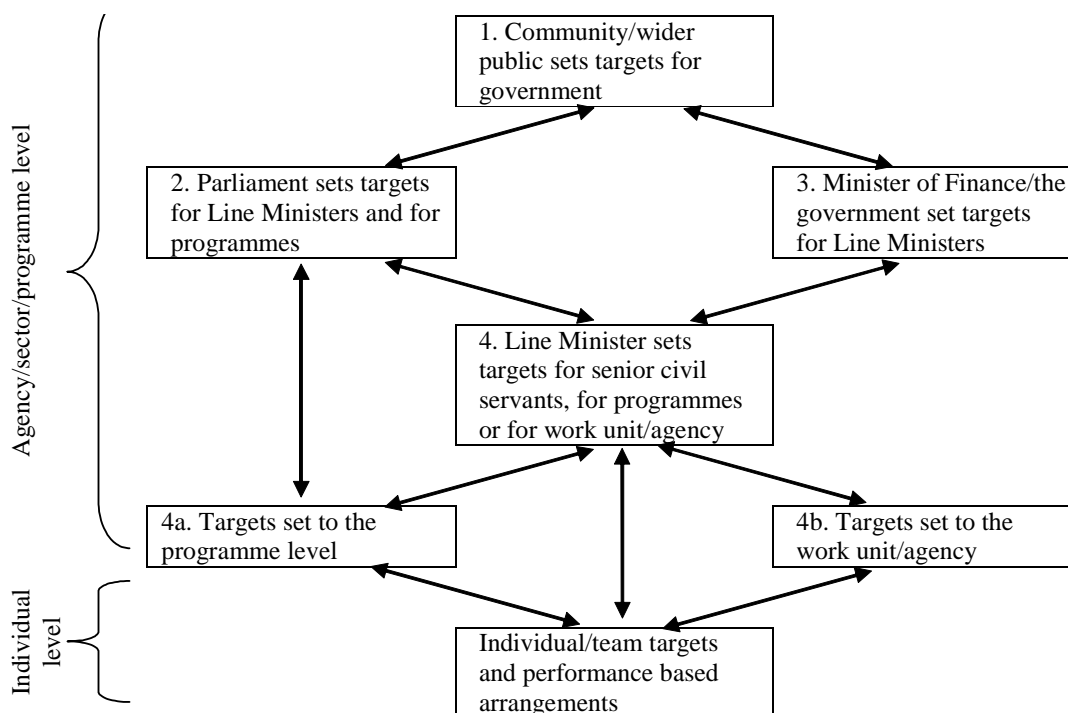 Agency/sector/programme level
1. Community/wider
public sets targets for
government
2. Parliament sets targets
for Line Ministers and for
programmes
3. Minister of Finance/the
government set targets
for Line Ministers
4. Line Minister sets
targets for senior civil
servants, for programmes
or for work unit/agency
4a. Targets set to the
programme level
4b. Targets set to the
work unit/agency
Individual
level
Individual/team targets
and performance based
arrangements